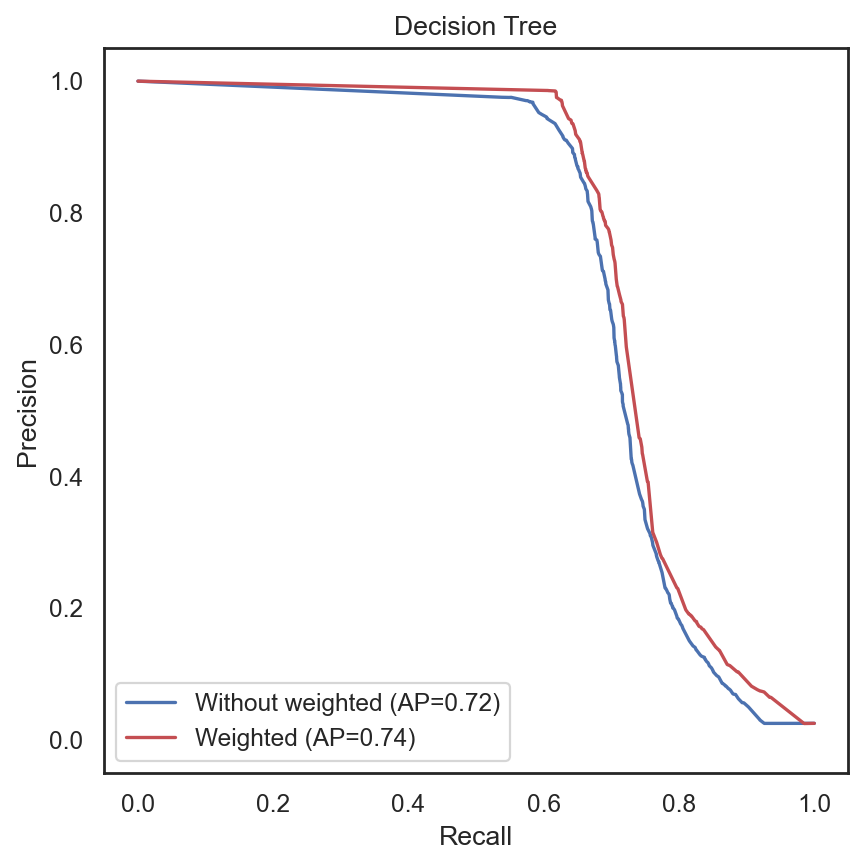 Decision Tree
1.0
0.8
0.6
0.4
0.2
0.0
Precision
Without weighted (AP=0.72)
Weighted (AP=0.74)
0.0 0.2 0.4 0.6 0.8 1.0
Recall